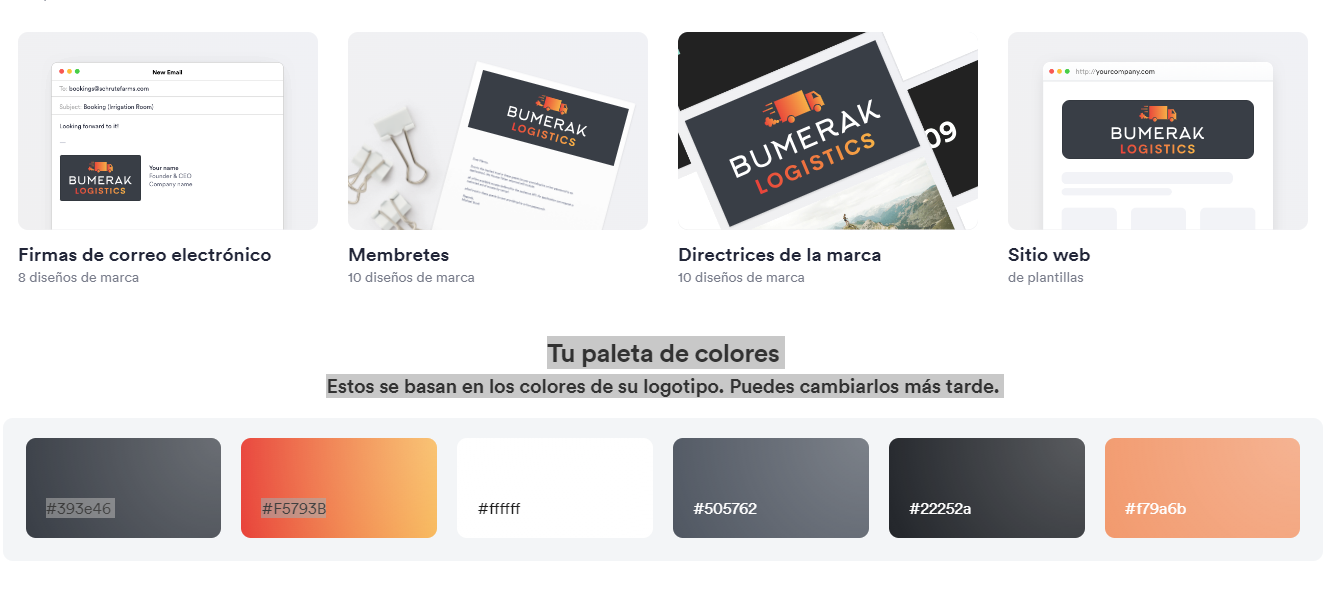 New Email
To: bookings@schrutefarms.com
Subject: Booking (Irrigation Room)
Looking forward to it!
BUMERAK
LOGISTICS
Your name
Founder & CEO
Company name
BUMERAK
LOGISTICS
BUMERAK
LOGISTICS
09
http://yourcompany.com
BUMERAK
LOGISTICS
Firmas de correo electrónico
8 diseños de marca
Membretes
10 diseños de marca
Directrices de la marca
10 diseños de marca
Sitio web
de plantillas
Tu paleta de colores
Estos se basan en los colores de su logotipo. Puedes cambiarlos más tarde.
#393e46
#F5793B
#ffffff
#505762
#22252a
#f79a6b